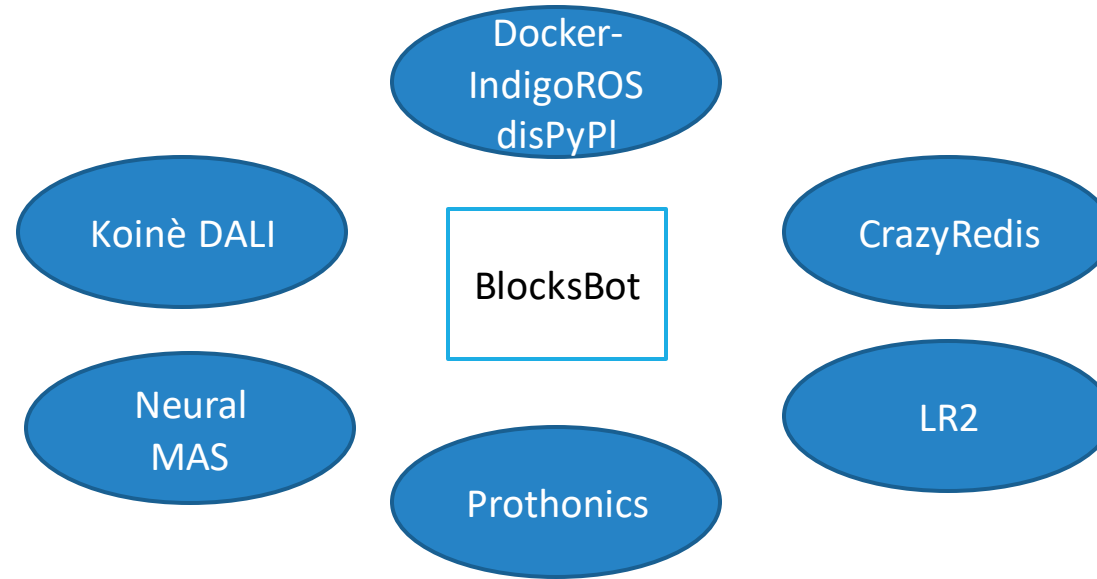 Docker-
IndigoROS
disPyPl
Koinè DALI
CrazyRedis
BlocksBot
Neural
MAS
LR2
Prothonics